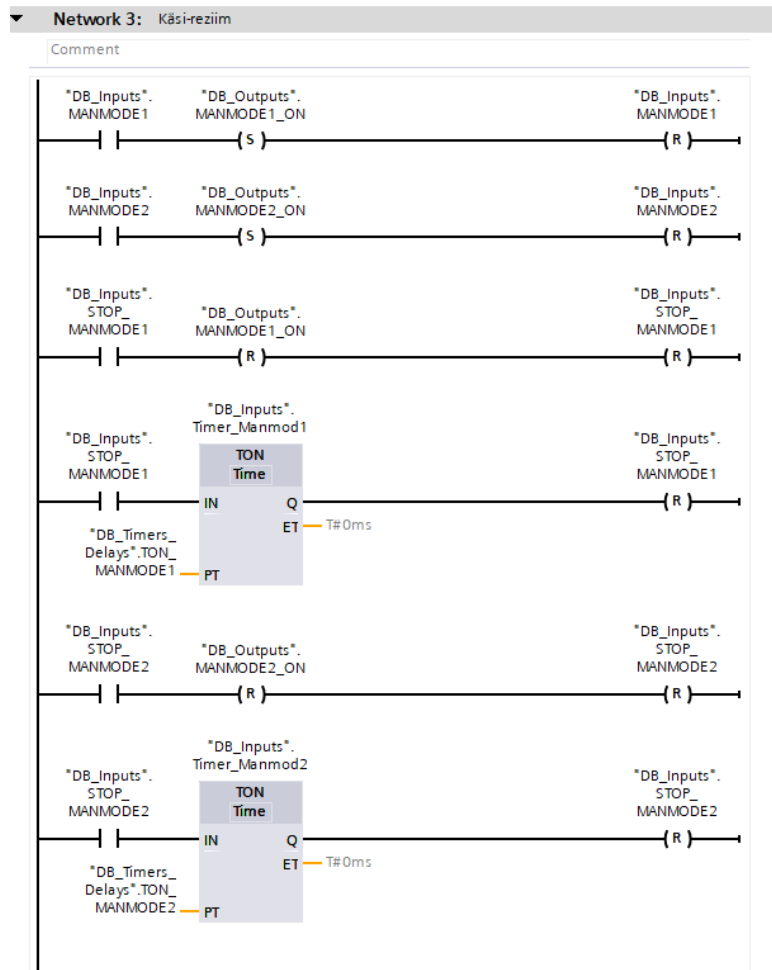 Network 3: Käsi-reziim
Comment
"DB_Inputs". "DB_Outputs". "DB_Inputs".
MANMODE1 MANMODE1_ON MANMODE1
S R
"DB_Inputs". "DB_Outputs". "DB_Inputs".
MANMODE2 MANMODE2_ON MANMODE2
S R
"DB_Inputs".
STOP_
MANMODE1
"DB_Outputs".
MANMODE1_ON
"DB_Inputs".
STOP_
MANMODE1
R R
"DB_Inputs".
Timer_Manmod1
"DB_Inputs".
STOP_
MANMODE1
TON
Time
"DB_Inputs".
STOP_
MANMODE1
IN Q
R
ET T#0ms
"DB_Timers_
Delays".TON_
MANMODE1
PT
"DB_Inputs".
STOP_
MANMODE2
"DB_Outputs".
MANMODE2_ON
"DB_Inputs".
STOP_
MANMODE2
R R
"DB_Inputs".
Timer_Manmod2
"DB_Inputs".
STOP_
MANMODE2
TON
Time
"DB_Inputs".
STOP_
MANMODE2
IN Q
R
ET T#0ms
"DB_Timers_
Delays".TON_
MANMODE2
PT